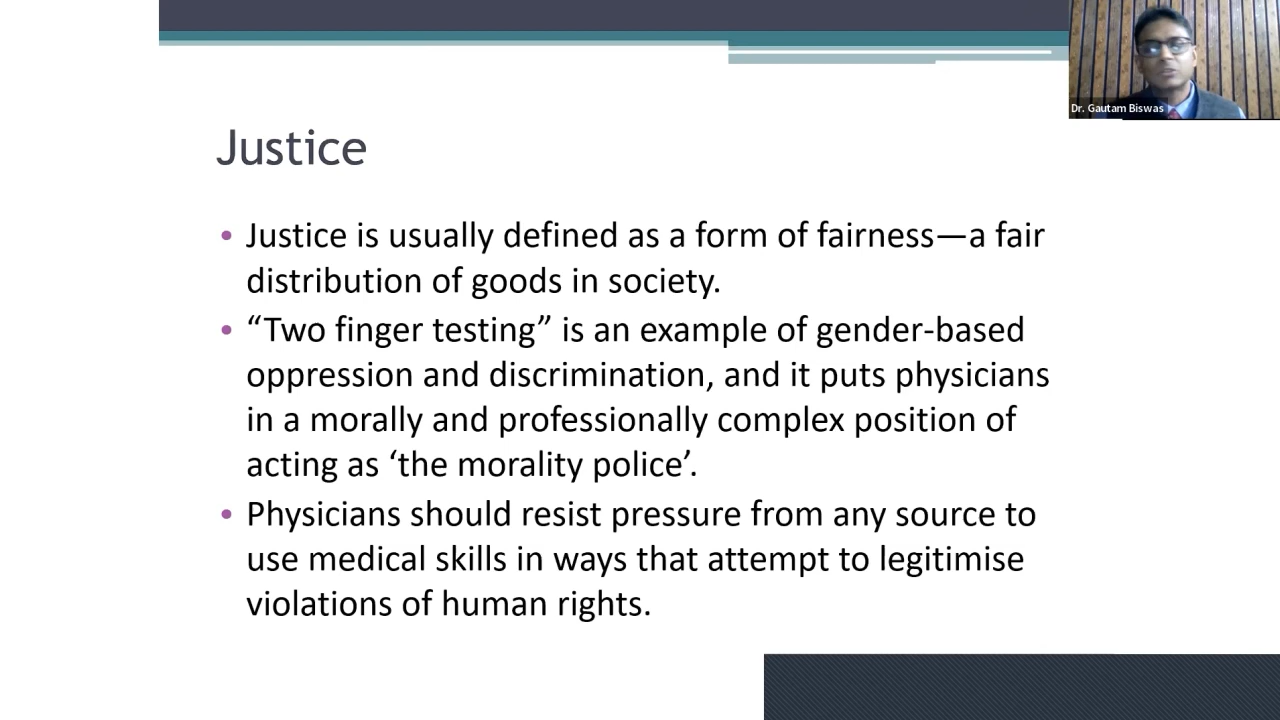 Dr. Gautam Biswas
Justice
• Justice is usually defined as a form of fairness—a fair
distribution of goods in society.
• “Two finger testing” is an example of gender-based
oppression and discrimination, and it puts physicians
in a morally and professionally complex position of
acting as ‘the morality police’.
• Physicians should resist pressure from any source to
use medical skills in ways that attempt to legitimise
violations of human rights.